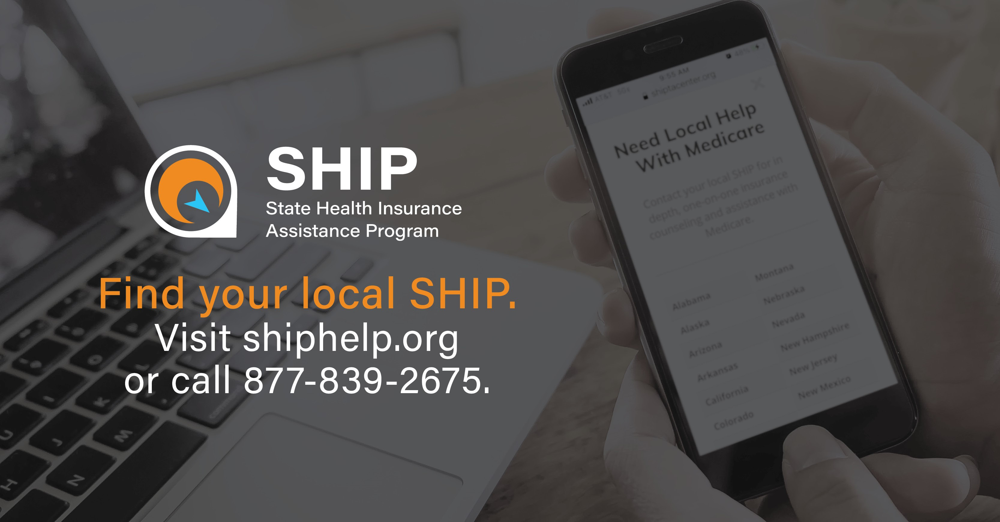 SHIP
State Health Insurance
Assistance Program
Find your local SHIP.
Visit shiphelp.org
or call 877-839-2675.
AT&T
9:55 AM
48%
shiptacenter.org
Need Local Help
With Medicare
Contact your local SHIP for in
depth, one-on-one insurance
counseling and assistance with
Medicare.
Alabama
Alaska
Arizona
Arkansas
California
Colorado
Montana
Nebraska
Nevada
New Hampshire
New Jersey
New Mexico
command
M
J
N
H